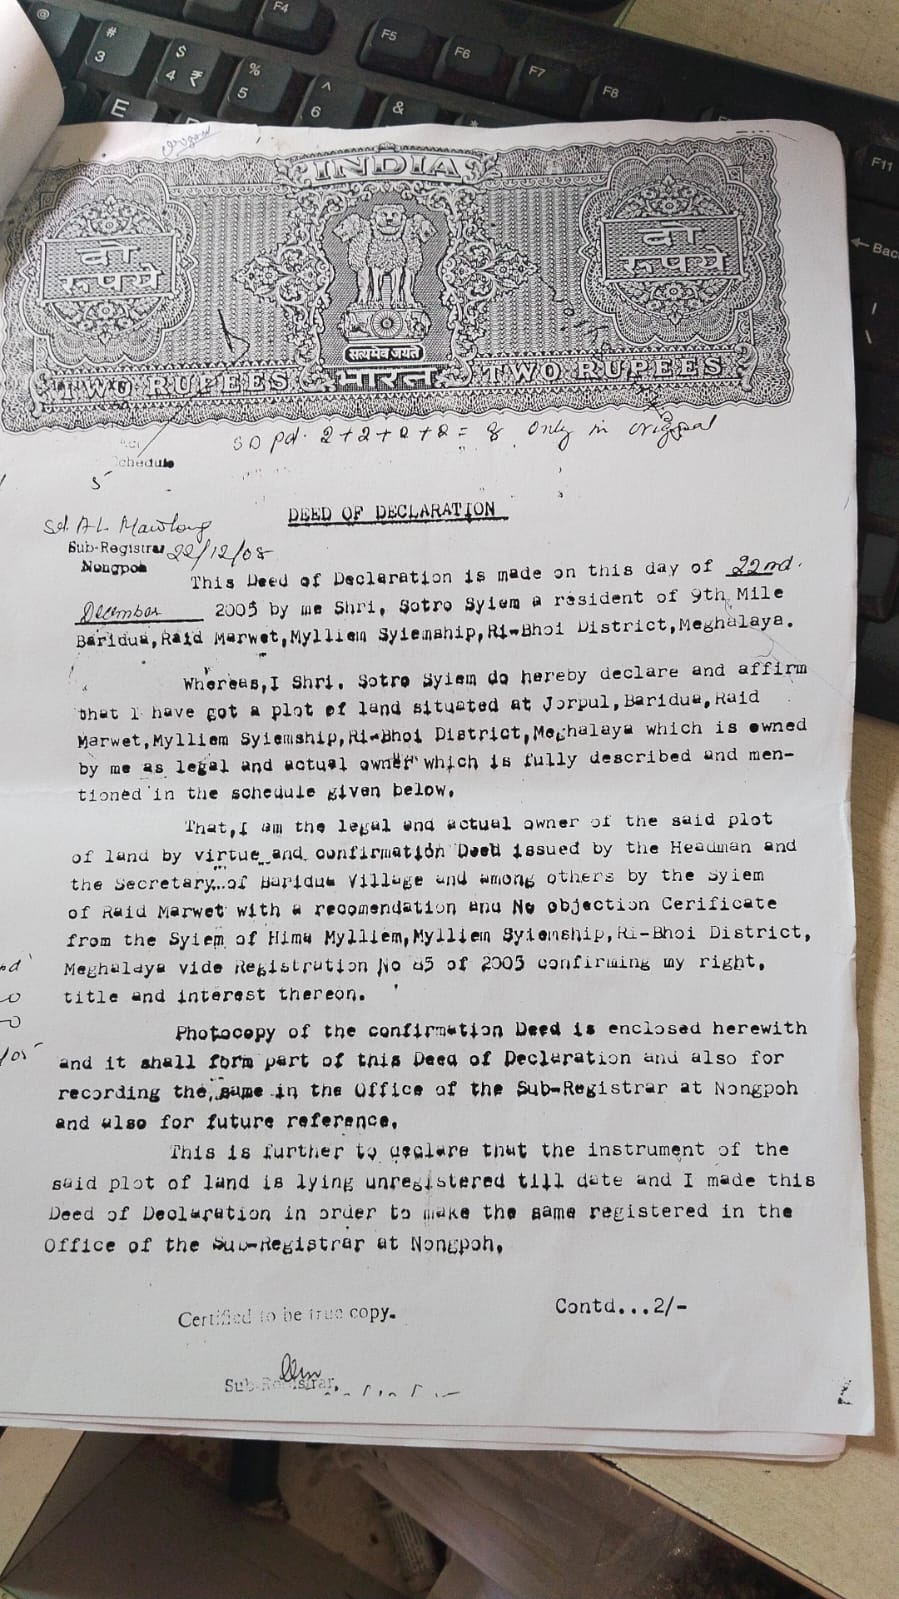 @
F4
F5
F6
F7
F8
F11
#
3
$
4 ₹
%
5
^
6
&
*
E
Bac
INDIA
दो
रुपये
दो
रुपये
सत्यमेव जयते
TWO RUPEES भारत TWO RUPEES
SD pd. 2+2+2+2=8 Only in original
Schedule
5
DEED OF DECLARATION
Sd. A.L. Mawlong
Sub-Registrar 22/12/05
Nongpoh
This Deed of Declaration is made on this day of 22nd.
December 2005 by me Shri. Sotro Syiem a resident of 9th Mile
Baridua,Raid Marwet,Mylliem Syiemship,Ri-Bhoi District,Meghalaya.
Whereas,I Shri. Sotro Syiem do hereby declare and affirm
that I have got a plot of land situated at Jorpul,Baridua,Raid
Marwet,Mylliem Syiemship,Ri-Bhoi District,Meghalaya which is owned
by me as legal and actual owner which is fully described and men-
tioned in the schedule given below.
That,I am the legal and actual owner of the said plot
of land by virtue and confirmation Deed issued by the Headman and
the Secretary of Baridua Village and among others by the Syiem
of Raid Marwet with a recomendation and No objection Cerificate
from the Syiem of Hima Mylliem,Mylliem Syiemship,Ri-Bhoi District,
Meghalaya vide Registration No 85 of 2005 confirming my right,
title and interest thereon.
Photocopy of the confirmation Deed is enclosed herewith
and it shall form part of this Deed of Declaration and also for
recording the same in the Office of the Sub-Registrar at Nongpoh
and also for future reference.
This is further to declare that the instrument of the
said plot of land is lying unregistered till date and I made this
Deed of Declaration in order to make the same registered in the
Office of the Sub-Registrar at Nongpoh.
Certified to be true copy.
Contd...2/-
Sub-Registrar,